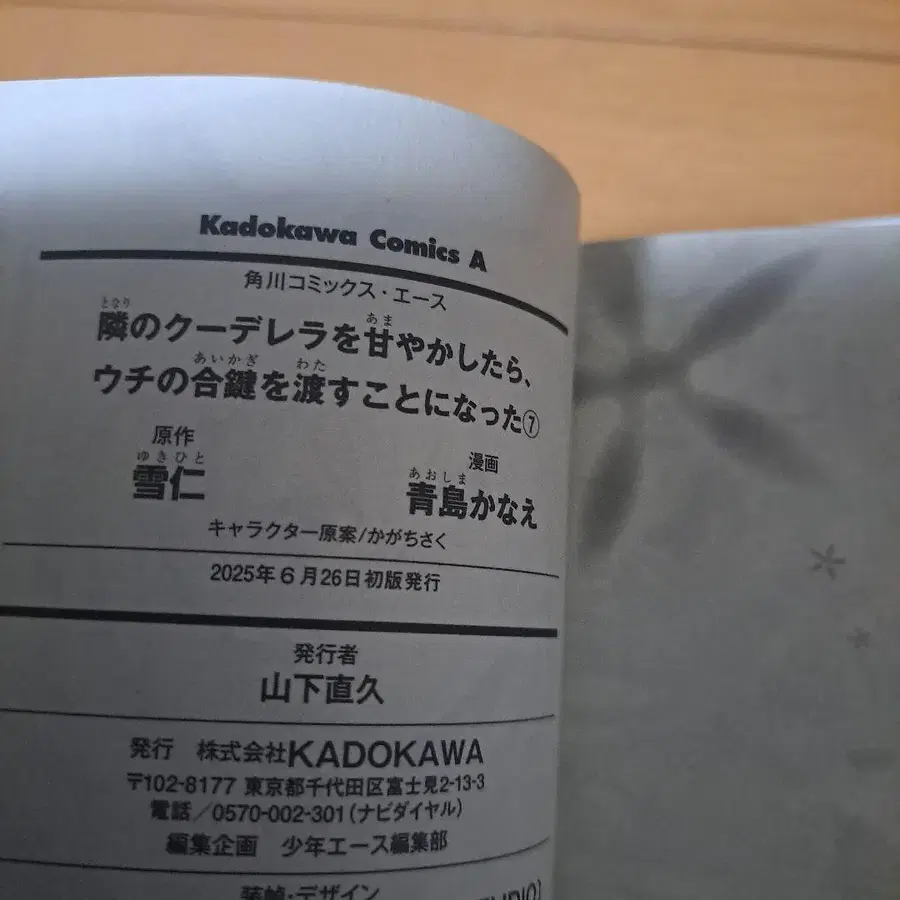 Kadokawa Comics A
角川コミックス・エース
となり あま
隣のクーデレラを甘やかしたら、
あいかぎ わた
ウチの合鍵を渡すことになった⑦
原作 漫画
ゆきひと あおしま
雪仁 青島かなえ
キャラクター原案/かがちさく
2025年6月26日初版発行
発行者
山下直久
発行 株式会社KADOKAWA
〒102-8177 東京都千代田区富士見2-13-3
電話／0570-002-301(ナビダイヤル)
編集企画 少年エース編集部
装幀・デザイン